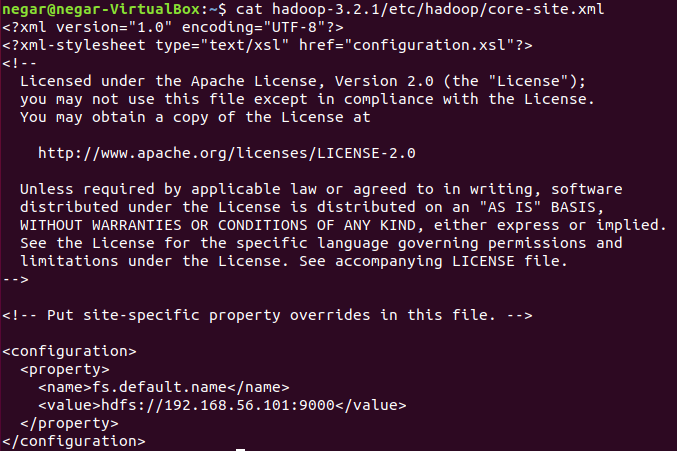 negar@negar-VirtualBox:~$ cat hadoop-3.2.1/etc/hadoop/core-site.xml
<?xml version="1.0" encoding="UTF-8"?>
<?xml-stylesheet type="text/xsl" href="configuration.xsl"?>
<!--
  Licensed under the Apache License, Version 2.0 (the "License");
  you may not use this file except in compliance with the License.
  You may obtain a copy of the License at

    http://www.apache.org/licenses/LICENSE-2.0

  Unless required by applicable law or agreed to in writing, software
  distributed under the License is distributed on an "AS IS" BASIS,
  WITHOUT WARRANTIES OR CONDITIONS OF ANY KIND, either express or implied.
  See the License for the specific language governing permissions and
  limitations under the License. See accompanying LICENSE file.
-->

<!-- Put site-specific property overrides in this file. -->

<configuration>
  <property>
    <name>fs.default.name</name>
    <value>hdfs://192.168.56.101:9000</value>
  </property>
</configuration>